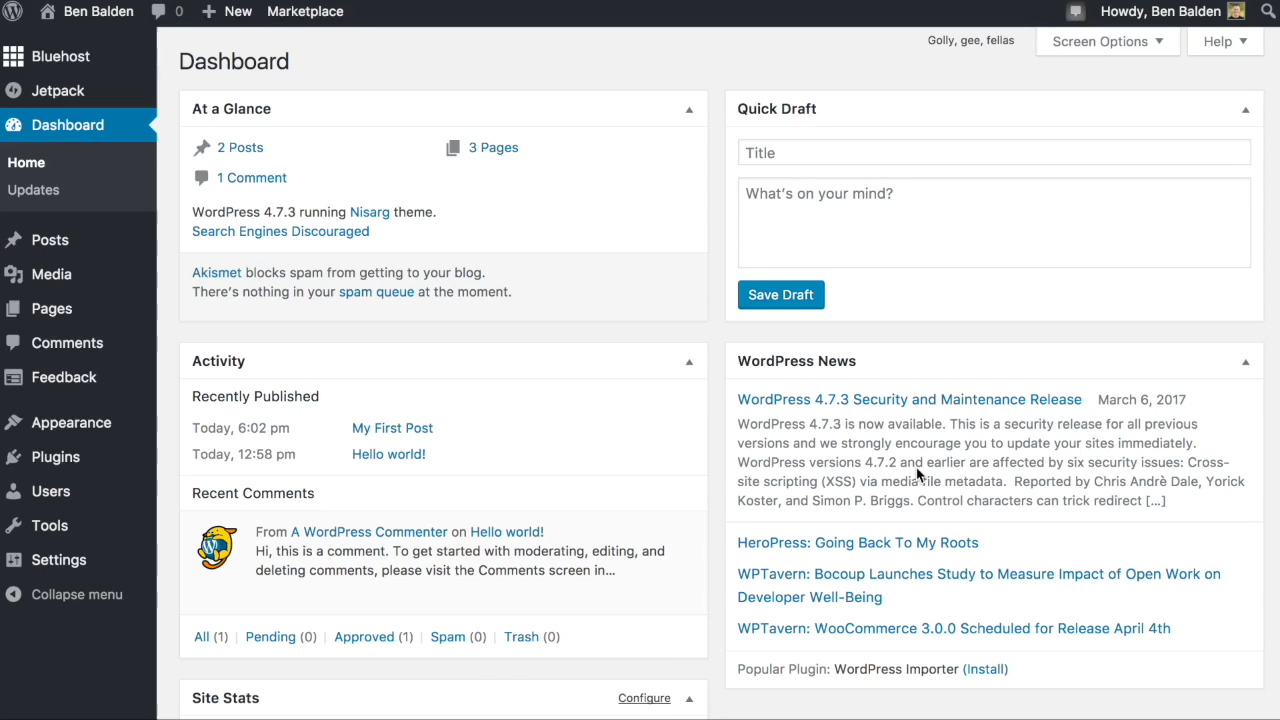 Ben Balden 0 New Marketplace Howdy, Ben Balden
Bluehost
Jetpack
Dashboard
Home
Updates
Posts
Media
Pages
Comments
Feedback
Appearance
Plugins
Users
Tools
Settings
Collapse menu
Golly, gee, fellas Screen Options Help
Dashboard
At a Glance
2 Posts 3 Pages
1 Comment
WordPress 4.7.3 running Nisarg theme.
Search Engines Discouraged
Akismet blocks spam from getting to your blog.
There's nothing in your spam queue at the moment.
Activity
Recently Published
Today, 6:02 pm My First Post
Today, 12:58 pm Hello world!
Recent Comments
From A WordPress Commenter on Hello world!
Hi, this is a comment. To get started with moderating, editing, and
deleting comments, please visit the Comments screen in...
All (1) | Pending (0) | Approved (1) | Spam (0) | Trash (0)
Site Stats Configure
Quick Draft
Title
What's on your mind?
Save Draft
WordPress News
WordPress 4.7.3 Security and Maintenance Release March 6, 2017
WordPress 4.7.3 is now available. This is a security release for all previous
versions and we strongly encourage you to update your sites immediately.
WordPress versions 4.7.2 and earlier are affected by six security issues: Cross-
site scripting (XSS) via media file metadata. Reported by Chris Andrè Dale, Yorick
Koster, and Simon P. Briggs. Control characters can trick redirect [...]
HeroPress: Going Back To My Roots
WPTavern: Bocoup Launches Study to Measure Impact of Open Work on
Developer Well-Being
WPTavern: WooCommerce 3.0.0 Scheduled for Release April 4th
Popular Plugin: WordPress Importer (Install)